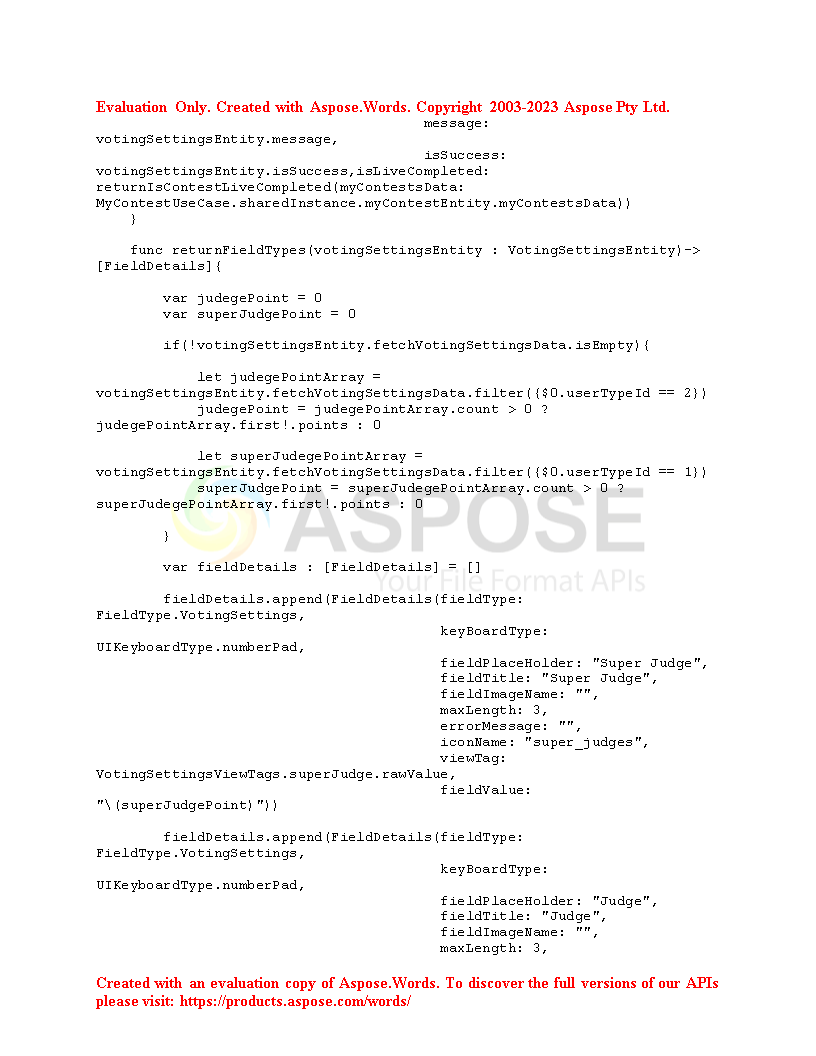 Evaluation Only. Created with Aspose.Words. Copyright 2003-2023 Aspose Pty Ltd.
message:
votingSettingsEntity.message,
isSuccess:
votingSettingsEntity.isSuccess,isLiveCompleted:
returnIsContestLiveCompleted(myContestsData:
MyContestUseCase.sharedInstance.myContestEntity.myContestsData))
}
func returnFieldTypes(votingSettingsEntity : VotingSettingsEntity)->
[FieldDetails]{
var judegePoint = 0
var superJudgePoint = 0
if(!votingSettingsEntity.fetchVotingSettingsData.isEmpty){
let judegePointArray =
votingSettingsEntity.fetchVotingSettingsData.filter({$0.userTypeId == 2})
judegePoint = judegePointArray.count > 0 ?
judegePointArray.first!.points : 0
let superJudegePointArray =
votingSettingsEntity.fetchVotingSettingsData.filter({$0.userTypeId == 1})
superJudgePoint = superJudegePointArray.count > 0 ?
superJudegePointArray.first!.points : 0
ASPOSE
}
var fieldDetails : [FieldDetails] = []
Your File Format APIs
fieldDetails.append(FieldDetails(fieldType:
FieldType.VotingSettings,
keyBoardType:
UIKeyboardType.numberPad,
fieldPlaceHolder: "Super Judge",
fieldTitle: "Super Judge",
fieldImageName: "",
maxLength: 3,
errorMessage: "",
iconName: "super_judges",
viewTag:
VotingSettingsViewTags.superJudge.rawValue,
fieldValue:
"\(superJudgePoint)"))
fieldDetails.append(FieldDetails(fieldType:
FieldType.VotingSettings,
keyBoardType:
UIKeyboardType.numberPad,
fieldPlaceHolder: "Judge",
fieldTitle: "Judge",
fieldImageName: "",
maxLength: 3,
Created with an evaluation copy of Aspose.Words. To discover the full versions of our APIs
please visit: https://products.aspose.com/words/